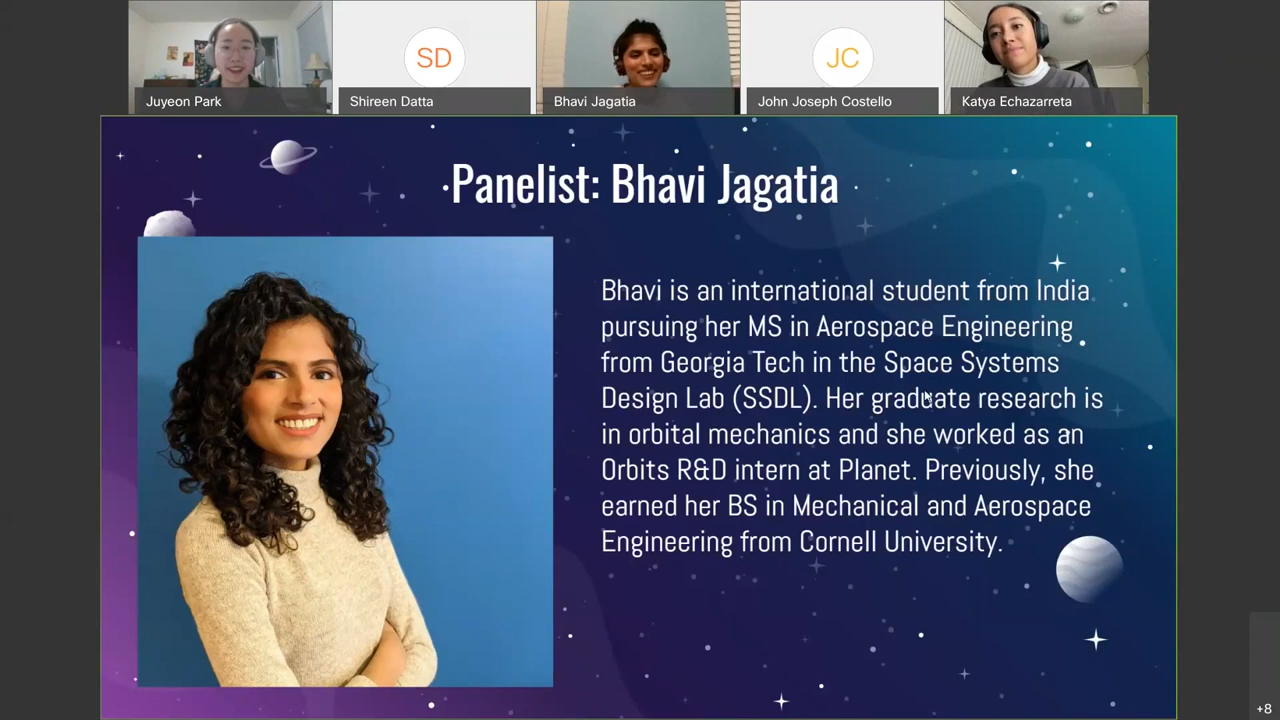 SD
JC
Juyeon Park
Shireen Datta
Bhavi Jagatia
John Joseph Costello
Katya Echazarreta
Panelist: Bhavi Jagatia
Bhavi is an international student from India
pursuing her MS in Aerospace Engineering
from Georgia Tech in the Space Systems
Design Lab (SSDL). Her graduate research is
in orbital mechanics and she worked as an
Orbits R&D intern at Planet. Previously, she
earned her BS in Mechanical and Aerospace
Engineering from Cornell University.
+8